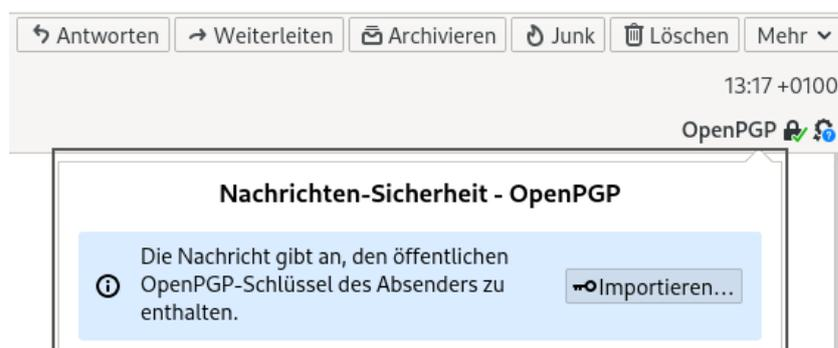 Antworten Weiterleiten Archivieren Junk Löschen Mehr
13:17 +0100
OpenPGP
Nachrichten-Sicherheit - OpenPGP
Die Nachricht gibt an, den öffentlichen
OpenPGP-Schlüssel des Absenders zu
enthalten.
Importieren…